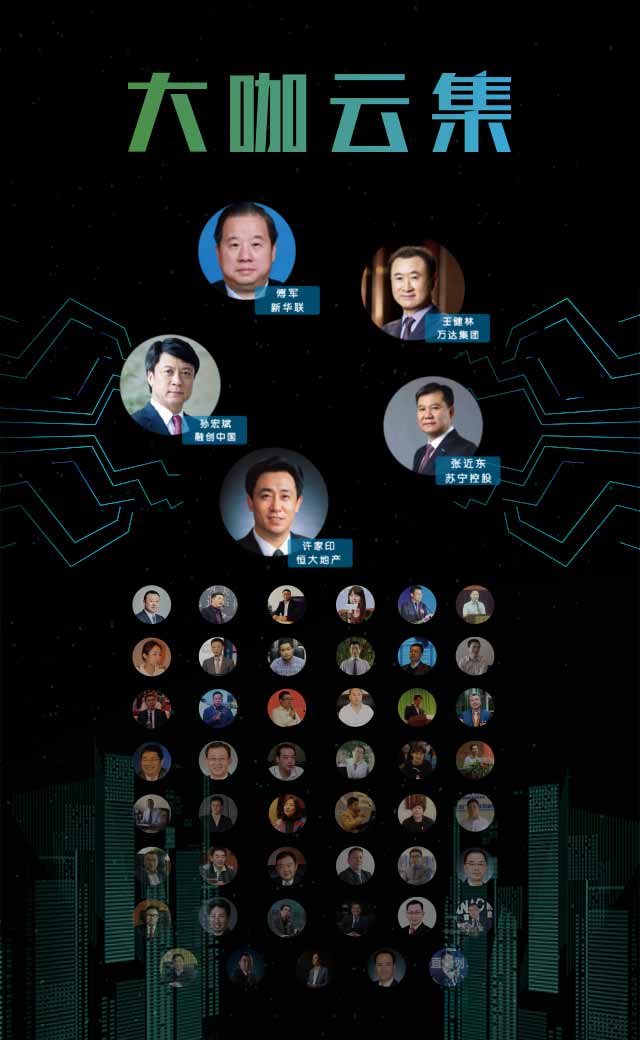 大咖云集
傅军
新华联
王健林
万达集团
孙宏斌
融创中国
张近东
苏宁控股
许家印
恒大地产